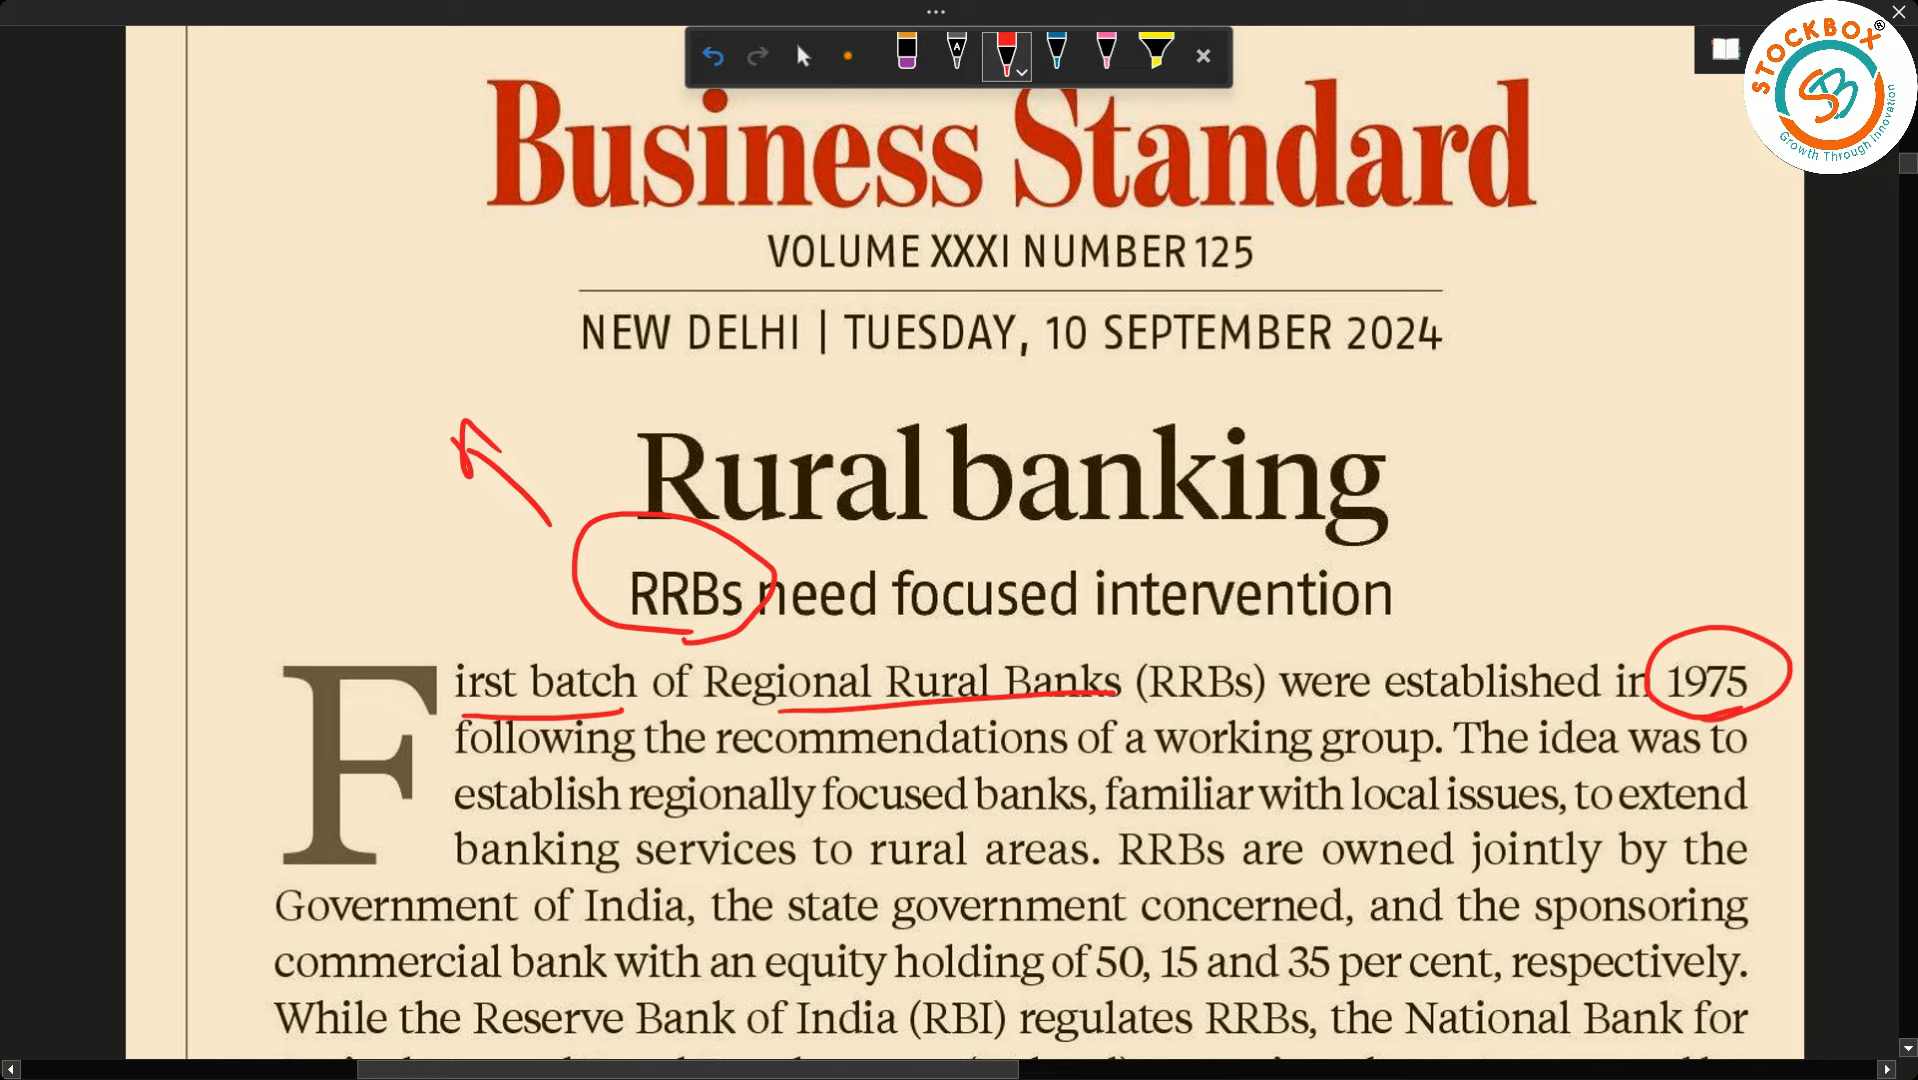 STOCKBOX
®
Growth Through Innovation
Business Standard
VOLUME XXXI NUMBER 125
NEW DELHI | TUESDAY, 10 SEPTEMBER 2024
Rural banking
RRBs need focused intervention
First batch of Regional Rural Banks (RRBs) were established in 1975
following the recommendations of a working group. The idea was to
establish regionally focused banks, familiar with local issues, to extend
banking services to rural areas. RRBs are owned jointly by the
Government of India, the state government concerned, and the sponsoring
commercial bank with an equity holding of 50, 15 and 35 per cent, respectively.
While the Reserve Bank of India (RBI) regulates RRBs, the National Bank for